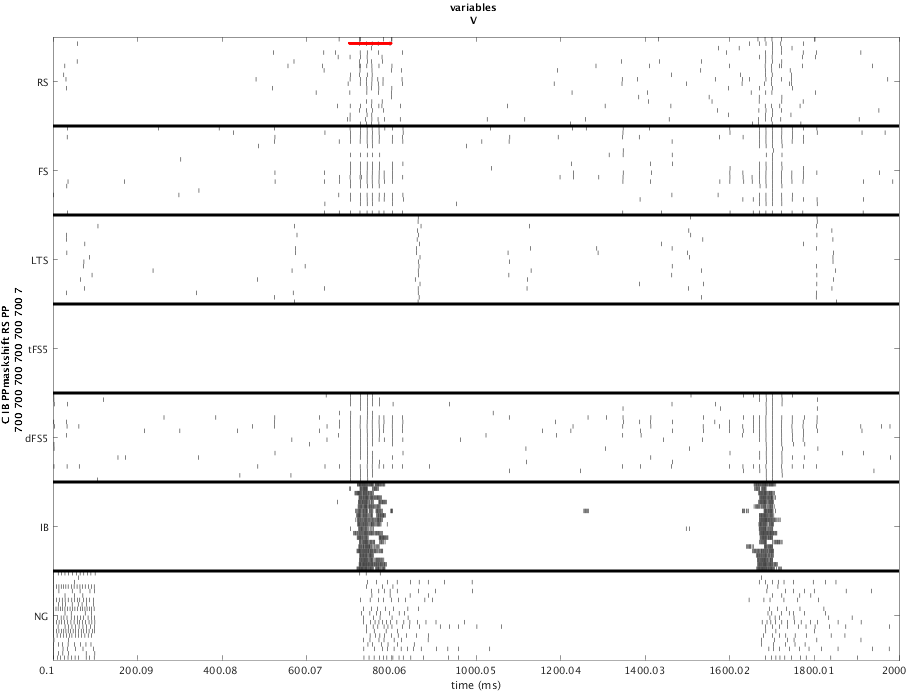 variables
V
RS
FS
LTS
tFS5
dFS5
IB
NG
C IB PPmaskshift RS PP
700 700 700 700 700 700 7
0.1 200.09 400.08 600.07 800.06 1000.05 1200.04 1400.03 1600.02 1800.01 2000
time (ms)